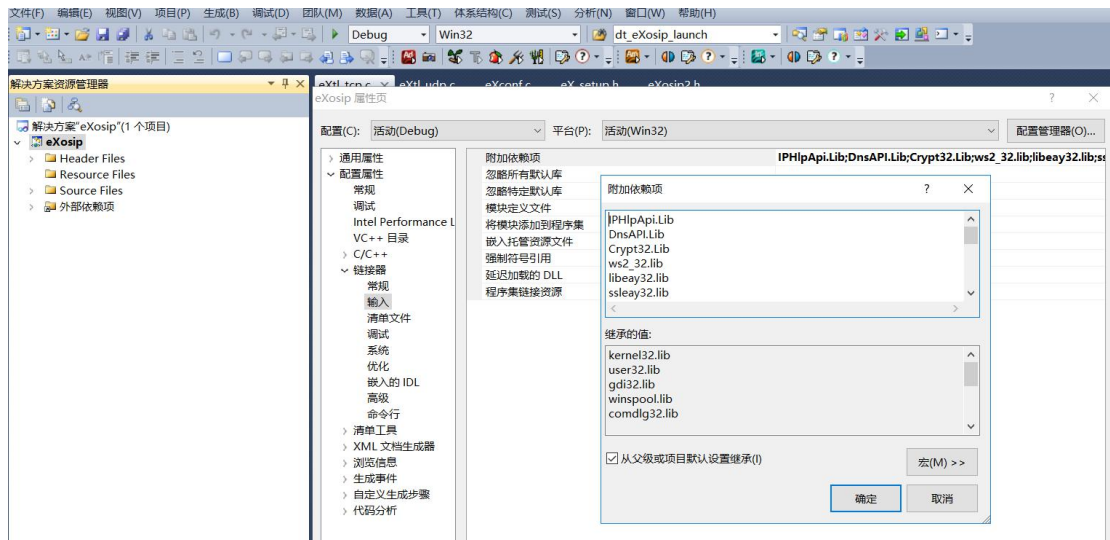 文件(F) 编辑(E) 视图(V) 项目(P) 生成(B) 调试(D) 团队(M) 数据(A) 工具(T) 体系结构(C) 测试(S) 分析(N) 窗口(W) 帮助(H)
Debug Win32 dt_eXosip_launch
解决方案资源管理器
eXtl_tcp.c eXtl_udp.c eXconf.c eX_setup.h eXosip2.h
解决方案"eXosip"(1 个项目)
eXosip
Header Files
Resource Files
Source Files
外部依赖项
eXosip 属性页
配置(C): 活动(Debug) 平台(P): 活动(Win32) 配置管理器(O)...
通用属性
配置属性
常规
调试
Intel Performance L
VC++ 目录
C/C++
链接器
常规
输入
清单文件
调试
系统
优化
嵌入的 IDL
高级
命令行
清单工具
XML 文档生成器
浏览信息
生成事件
自定义生成步骤
代码分析
附加依赖项 IPHlpApi.Lib;DnsAPI.Lib;Crypt32.Lib;ws2_32.lib;libeay32.lib;ss
忽略所有默认库
忽略特定默认库
模块定义文件
将模块添加到程序集
嵌入托管资源文件
强制符号引用
延迟加载的 DLL
程序集链接资源
附加依赖项
IPHlpApi.Lib
DnsAPI.Lib
Crypt32.Lib
ws2_32.lib
libeay32.lib
ssleay32.lib
继承的值:
kernel32.lib
user32.lib
gdi32.lib
winspool.lib
comdlg32.lib
从父级或项目默认设置继承(I)
宏(M) >>
确定 取消